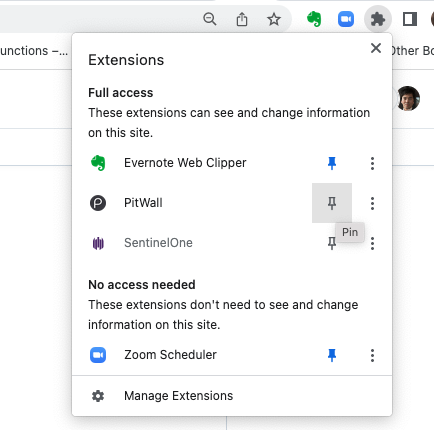 unctions –...
Other Bo
Extensions
Full access
These extensions can see and change information
on this site.
Evernote Web Clipper
PitWall
Pin
SentinelOne
No access needed
These extensions don't need to see and change
information on this site.
Zoom Scheduler
Manage Extensions